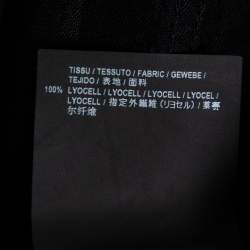 TISSU / TESSUTO / FABRIC / GEWEBE /
TEJIDO / 表地 / 面料
100% LYOCELL / LYOCELL / LYOCELL / LYOCEL /
LYOCELL / 指定外繊維 (リヨセル) / 莱赛
尔纤维